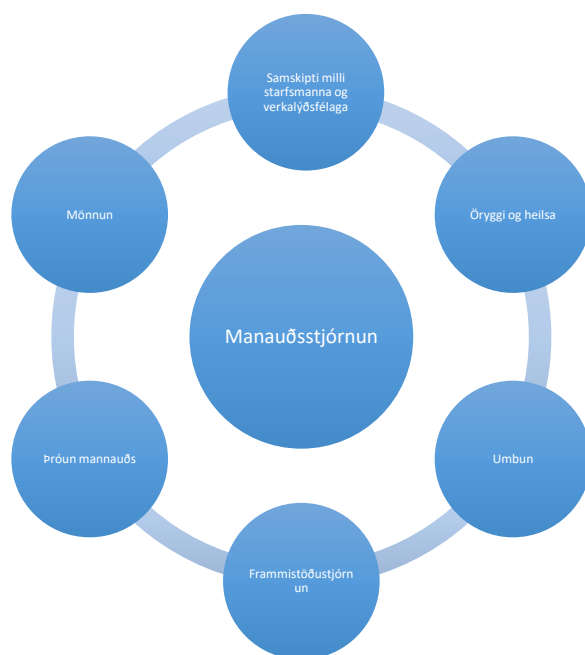 Samskipti milli
starfsmanna og
verkalýðsfélaga
Öryggi og heilsa
Umbun
Frammistöðustjórn
un
Þróun mannauðs
Mönnun
Manauðsstjórnun